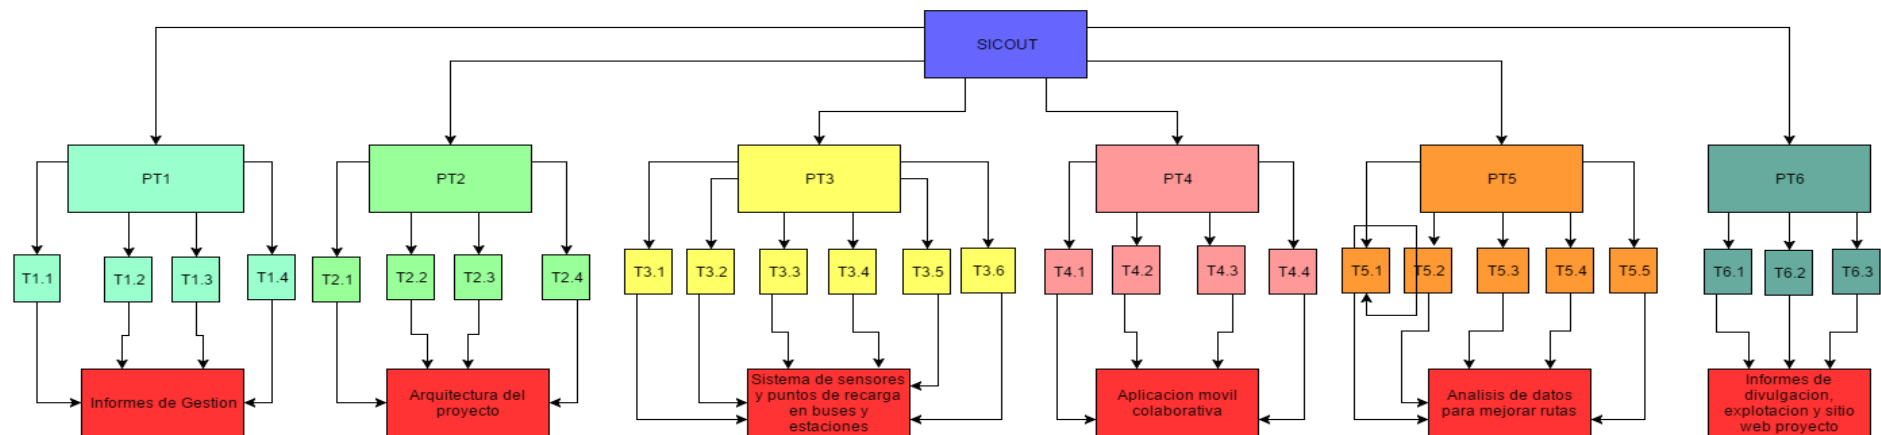 SICOUT
PT1
PT2
PT3
PT4
PT5
PT6
T1.1
T1.2
T1.3
T1.4
T2.1
T2.2
T2.3
T2.4
T3.1
T3.2
T3.3
T3.4
T3.5
T3.6
T4.1
T4.2
T4.3
T4.4
T5.1
T5.2
T5.3
T5.4
T5.5
T6.1
T6.2
T6.3
Informes de Gestion
Arquitectura del
proyecto
Sistema de sensores
y puntos de recarga
en buses y
estaciones
Aplicacion movil
colaborativa
Analisis de datos
para mejorar rutas
Informes de
divulgacion,
explotacion y sitio
web proyecto